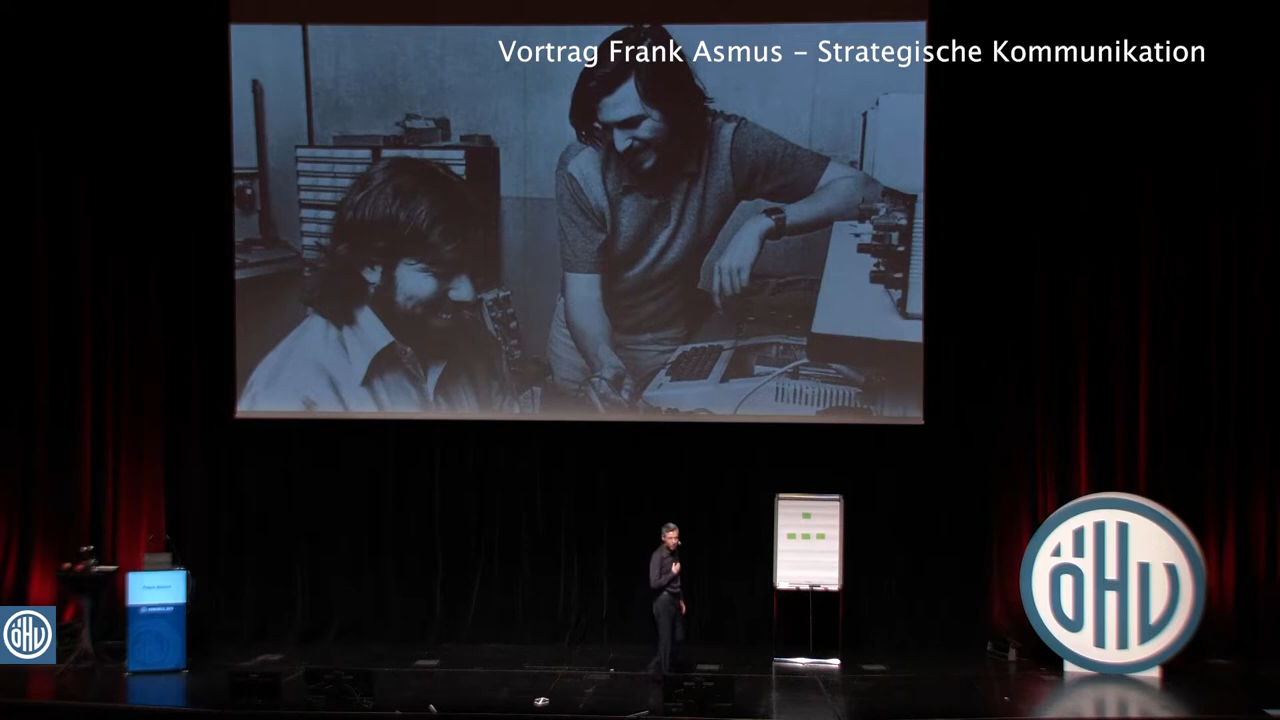 Vortrag Frank Asmus – Strategische Kommunikation
ÖHV
ÖHV